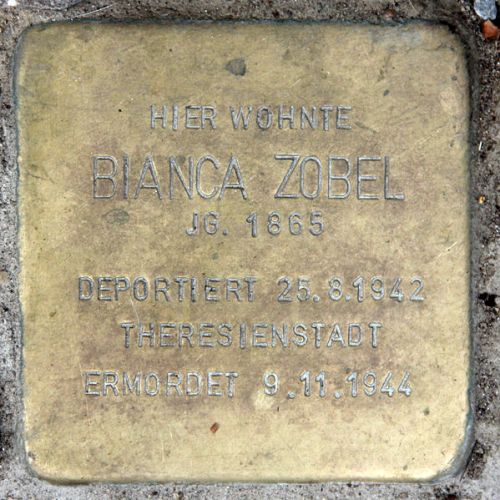 HIER WOHNTE
BIANCA ZOBEL
JG. 1865
DEPORTIERT 25.8.1942
THERESIENSTADT
ERMORDET 9.11.1944